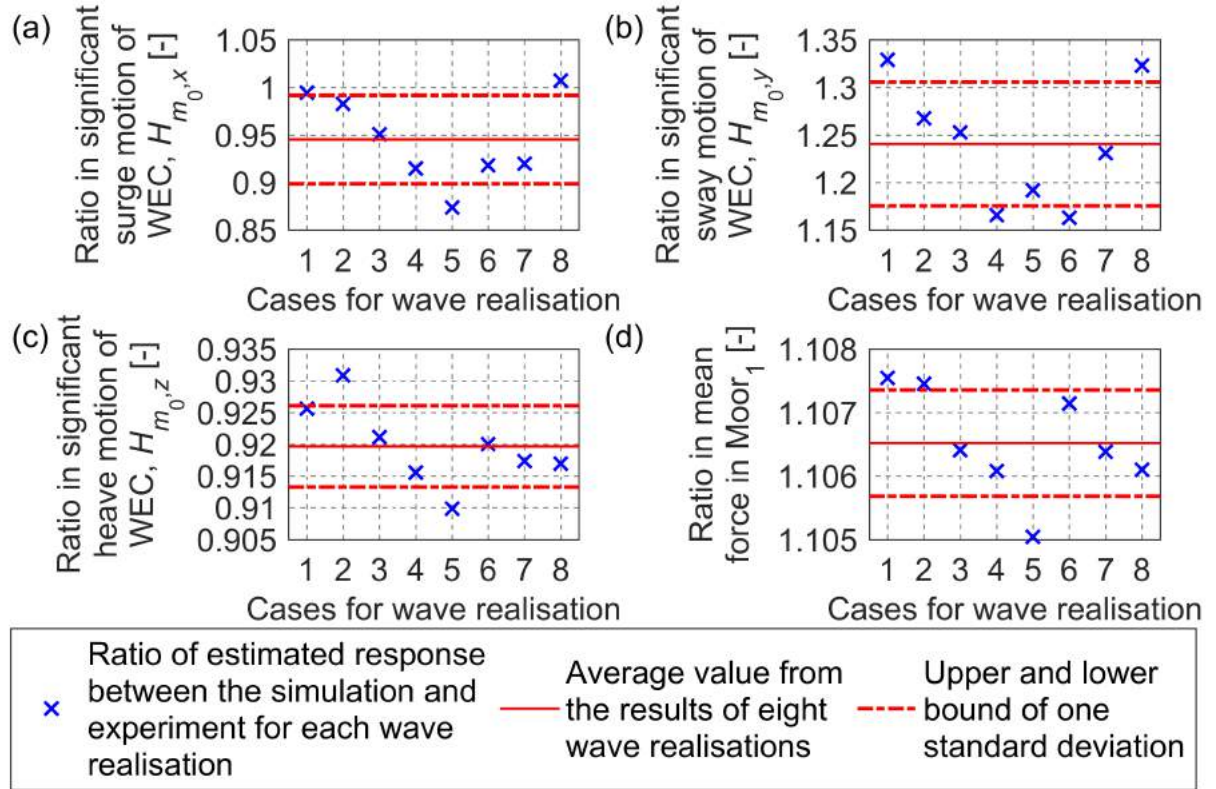 (a)
Ratio in significant
surge motion of
WEC, H_{m_0,x} [-]
1.05
1
0.95
0.9
0.85
1 2 3 4 5 6 7 8
Cases for wave realisation
(b)
Ratio in significant
sway motion of
WEC, H_{m_0,y} [-]
1.35
1.3
1.25
1.2
1.15
1 2 3 4 5 6 7 8
Cases for wave realisation
(c)
Ratio in significant
heave motion of
WEC, H_{m_0,z} [-]
0.935
0.93
0.925
0.92
0.915
0.91
0.905
1 2 3 4 5 6 7 8
Cases for wave realisation
(d)
Ratio in mean
force in Moor_1 [-]
1.108
1.107
1.106
1.105
1 2 3 4 5 6 7 8
Cases for wave realisation
Ratio of estimated response
between the simulation and
experiment for each wave
realisation
Average value from
the results of eight
wave realisations
Upper and lower
bound of one
standard deviation